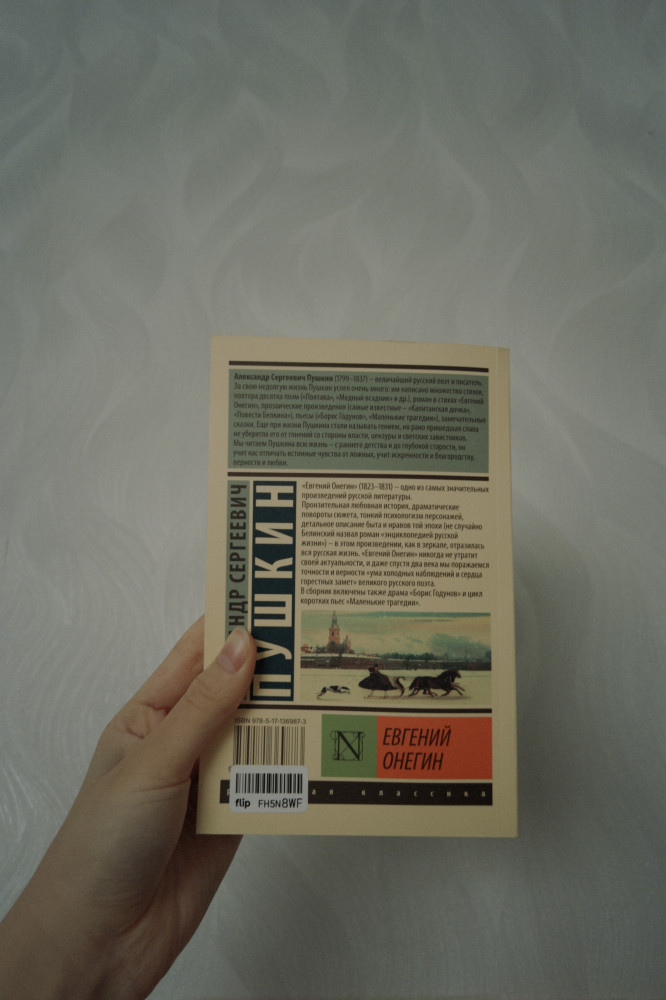 Александр Сергеевич Пушкин (1799–1837) – величайший русский поэт и писатель.
За свою недолгую жизнь Пушкин успел очень много: им написано множество стихов,
полтора десятка поэм («Полтава», «Медный всадник» и др.), роман в стихах «Евгений
Онегин», прозаические произведения (самые известные – «Капитанская дочка»,
«Повести Белкина»), пьесы («Борис Годунов», «Маленькие трагедии»), замечательные
сказки. Еще при жизни Пушкина стали называть гением, но рано пришедшая слава
не уберегла его от гонений со стороны власти, цензуры и светских завистников.
Мы читаем Пушкина всю жизнь – с раннего детства и до глубокой старости, он
учит нас отличать истинные чувства от ложных, учит искренности и благородству,
верности и любви.
НДР СЕРГЕЕВИЧ
ПУШКИН
«Евгений Онегин» (1823–1831) – одно из самых значительных
произведений русской литературы.
Пронзительная любовная история, драматические
повороты сюжета, тонкий психологизм персонажей,
детальное описание быта и нравов той эпохи (не случайно
Белинский назвал роман «энциклопедией русской
жизни») – в этом произведении, как в зеркале, отразилась
вся русская жизнь. «Евгений Онегин» никогда не утратит
своей актуальности, и даже спустя два века мы поражаемся
точности и верности «ума холодных наблюдений и сердца
горестных замет» великого русского поэта.
В сборник включены также драма «Борис Годунов» и цикл
коротких пьес «Маленькие трагедии».
ISBN 978-5-17-136987-3
N
ЕВГЕНИЙ
ОНЕГИН
flip FH5N8WF
ая классика